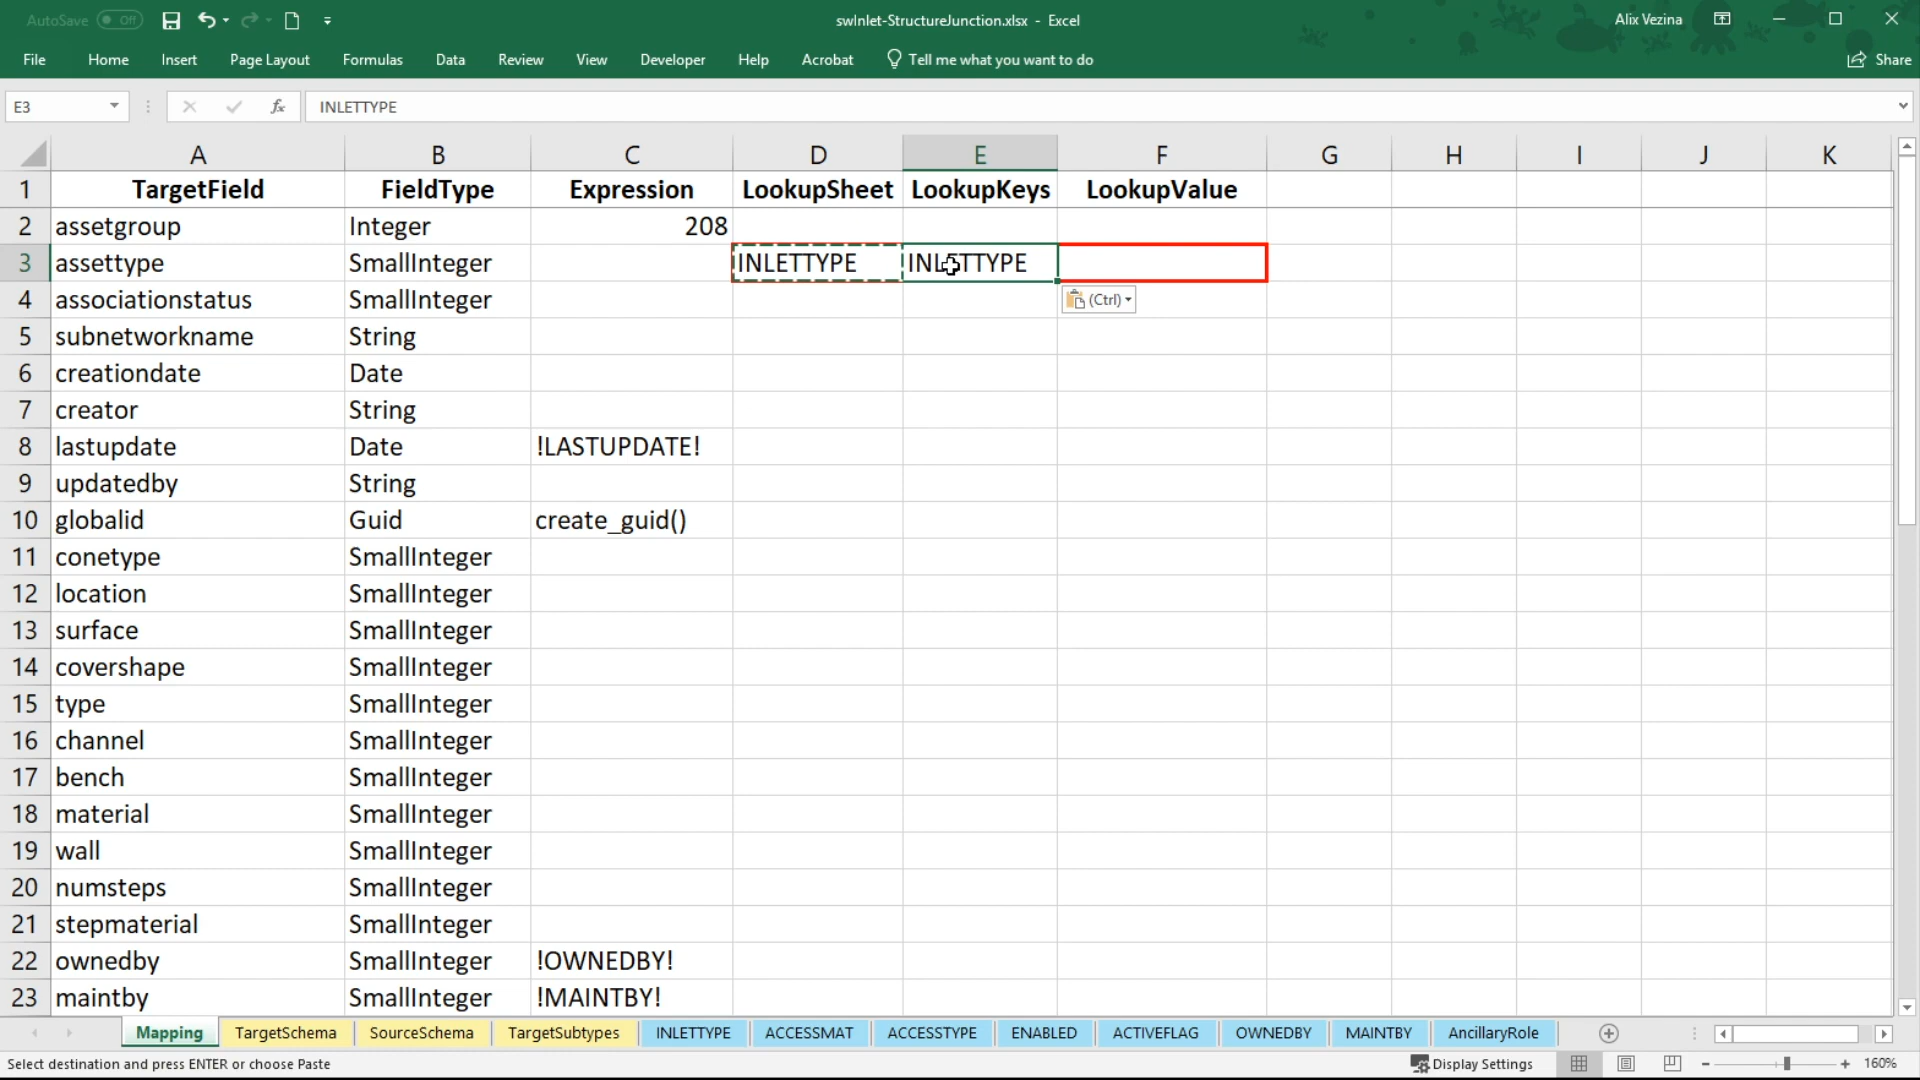 AutoSave Off swInlet-StructureJunction.xlsx - Excel Alix Vezina
File Home Insert Page Layout Formulas Data Review View Developer Help Acrobat Tell me what you want to do Share
E3 fx INLETTYPE
A B C D E F G H I J K
1 TargetField FieldType Expression LookupSheet LookupKeys LookupValue
2 assetgroup Integer 208
3 assettype SmallInteger INLETTYPE INLETTYPE
4 associationstatus SmallInteger (Ctrl)
5 subnetworkname String
6 creationdate Date
7 creator String
8 lastupdate Date !LASTUPDATE!
9 updatedby String
10 globalid Guid create_guid()
11 conetype SmallInteger
12 location SmallInteger
13 surface SmallInteger
14 covershape SmallInteger
15 type SmallInteger
16 channel SmallInteger
17 bench SmallInteger
18 material SmallInteger
19 wall SmallInteger
20 numsteps SmallInteger
21 stepmaterial SmallInteger
22 ownedby SmallInteger !OWNEDBY!
23 maintby SmallInteger !MAINTBY!
Mapping TargetSchema SourceSchema TargetSubtypes INLETTYPE ACCESSMAT ACCESSTYPE ENABLED ACTIVEFLAG OWNEDBY MAINTBY AncillaryRole
Select destination and press ENTER or choose Paste Display Settings 160%